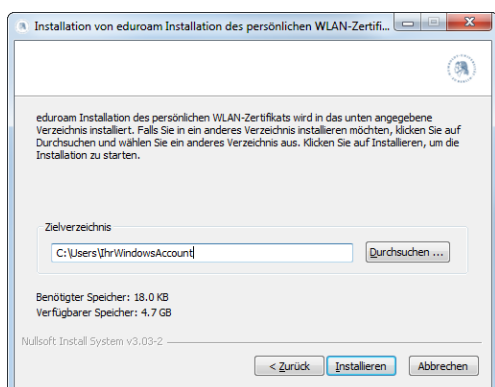 Installation von eduroam Installation des persönlichen WLAN-Zertifi...
eduroam Installation des persönlichen WLAN-Zertifikats wird in das unten angegebene
Verzeichnis installiert. Falls Sie in ein anderes Verzeichnis installieren möchten, klicken Sie auf
Durchsuchen und wählen Sie ein anderes Verzeichnis aus. Klicken Sie auf Installieren, um die
Installation zu starten.
Zielverzeichnis
C:\Users\IhrWindowsAccount
Durchsuchen ...
Benötigter Speicher: 18.0 KB
Verfügbarer Speicher: 4.7 GB
Nullsoft Install System v3.03-2
< Zurück
Installieren
Abbrechen